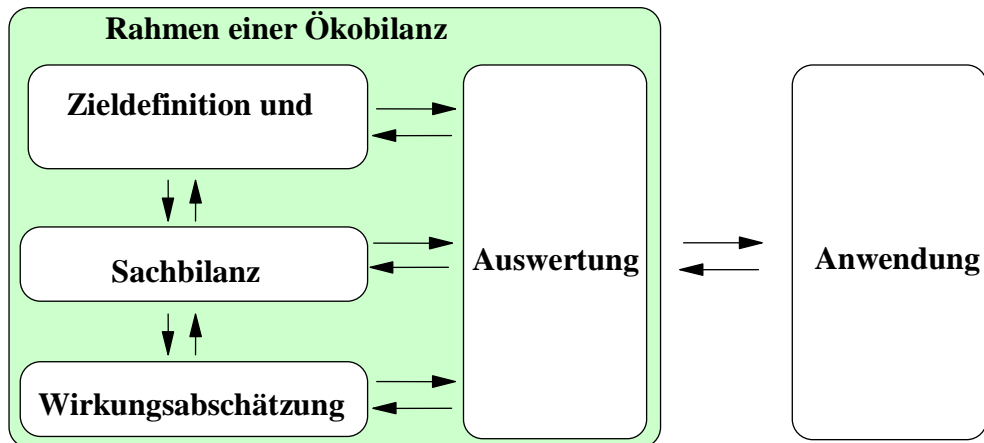 Rahmen einer Ökobilanz
Zieldefinition und
Sachbilanz
Wirkungsabschätzung
Auswertung
Anwendung